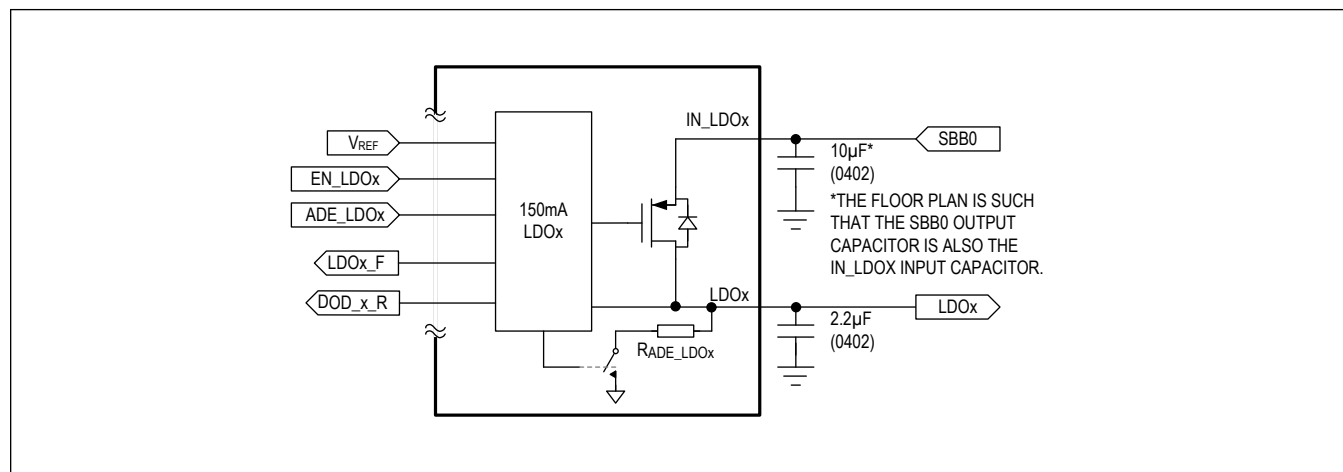 VREF
EN_LDOx
ADE_LDOx
LDOx_F
DOD_x_R
150mA
LDOx
IN_LDOx
LDOx
RADE_LDOx
SBB0
10µF*
(0402)
*THE FLOOR PLAN IS SUCH
THAT THE SBB0 OUTPUT
CAPACITOR IS ALSO THE
IN_LDOX INPUT CAPACITOR.
LDOx
2.2µF
(0402)